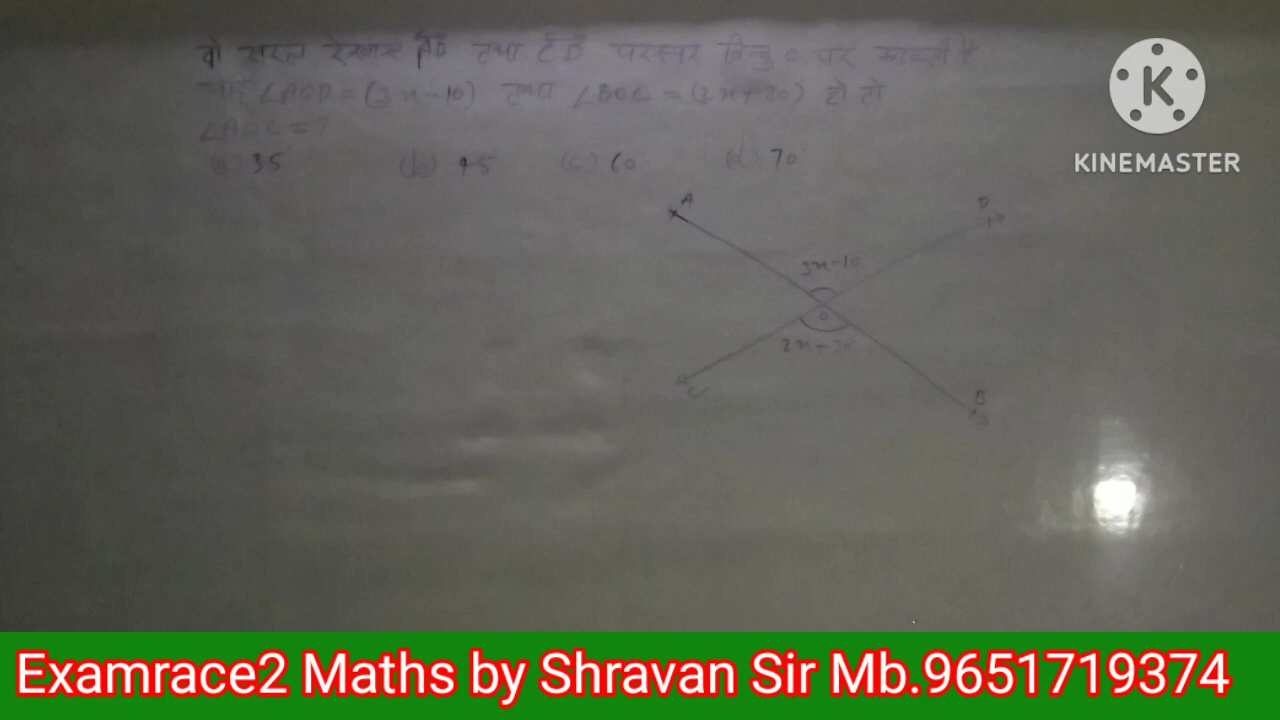 दो सरल रेखाएं AB तथा CD परस्पर बिन्दु O पर काटती है
यदि ∠AOD = (3x-10) तथा ∠BOC = (2x+30) हो तो
∠AOC = ?
(a) 35 (b) 45 (c) 60 (d) 70
A D
3x-10
O
2x+30
C B
K
KINEMASTER
Examrace2 Maths by Shravan Sir Mb.9651719374